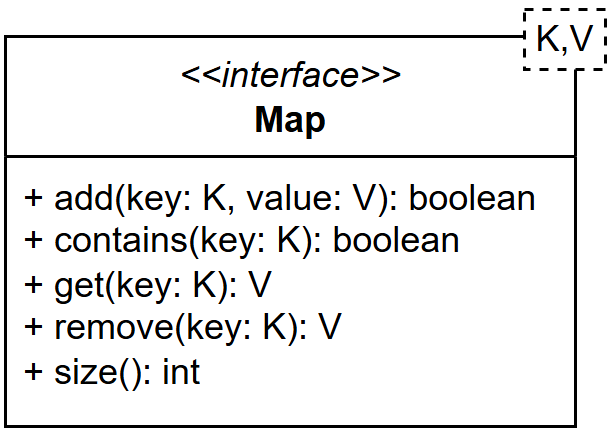 K,V
<<interface>>
Map
+ add(key: K, value: V): boolean
+ contains(key: K): boolean
+ get(key: K): V
+ remove(key: K): V
+ size(): int